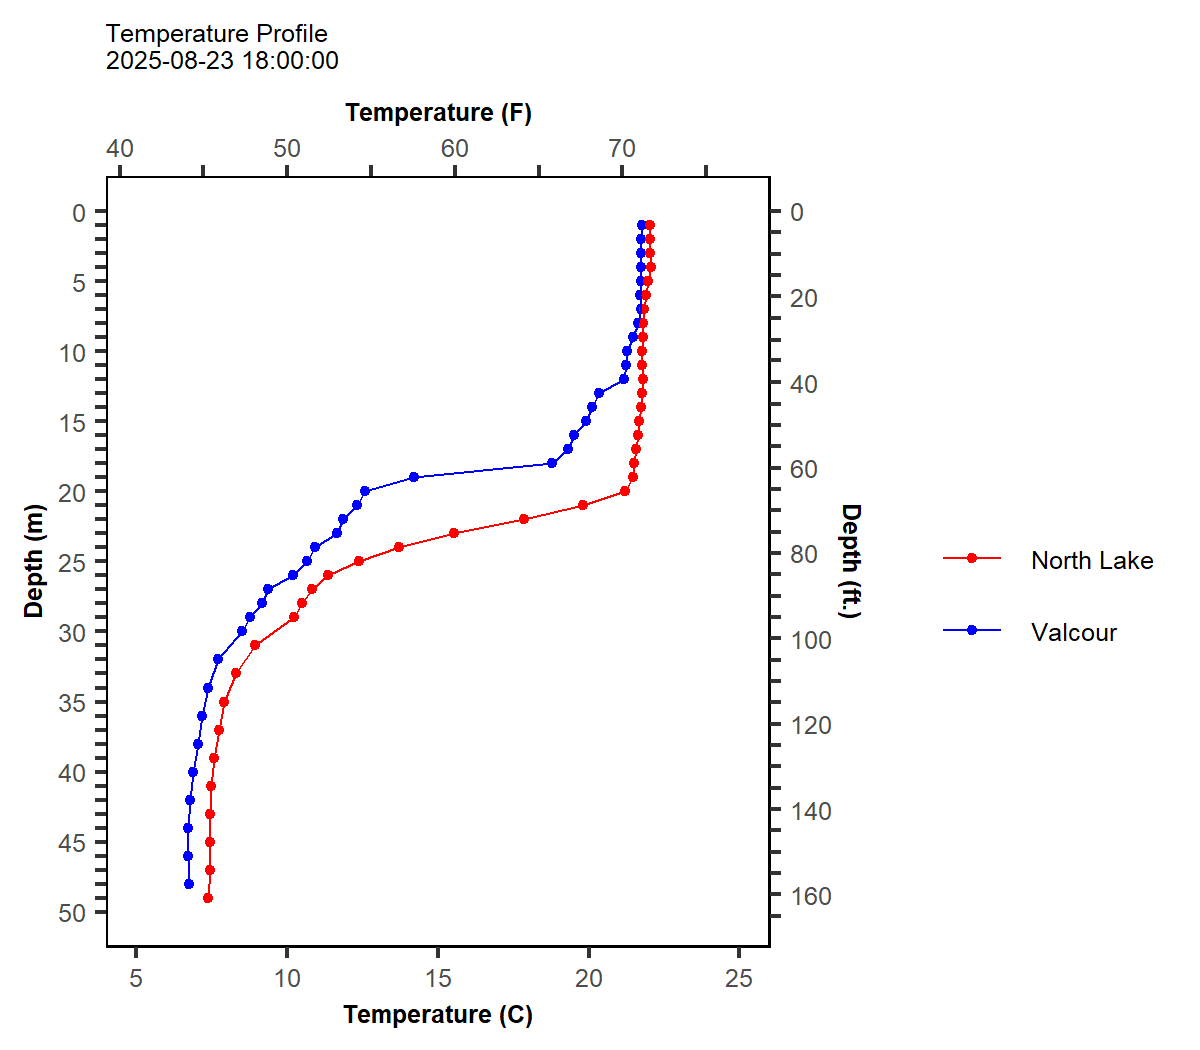 Temperature Profile
2025-08-23 18:00:00
Temperature (F)
40 50 60 70
0
5
10
15
20
25
30
35
40
45
50
Depth (m)
0
20
40
60
80
100
120
140
160
Depth (ft.)
North Lake
Valcour
5 10 15 20 25
Temperature (C)